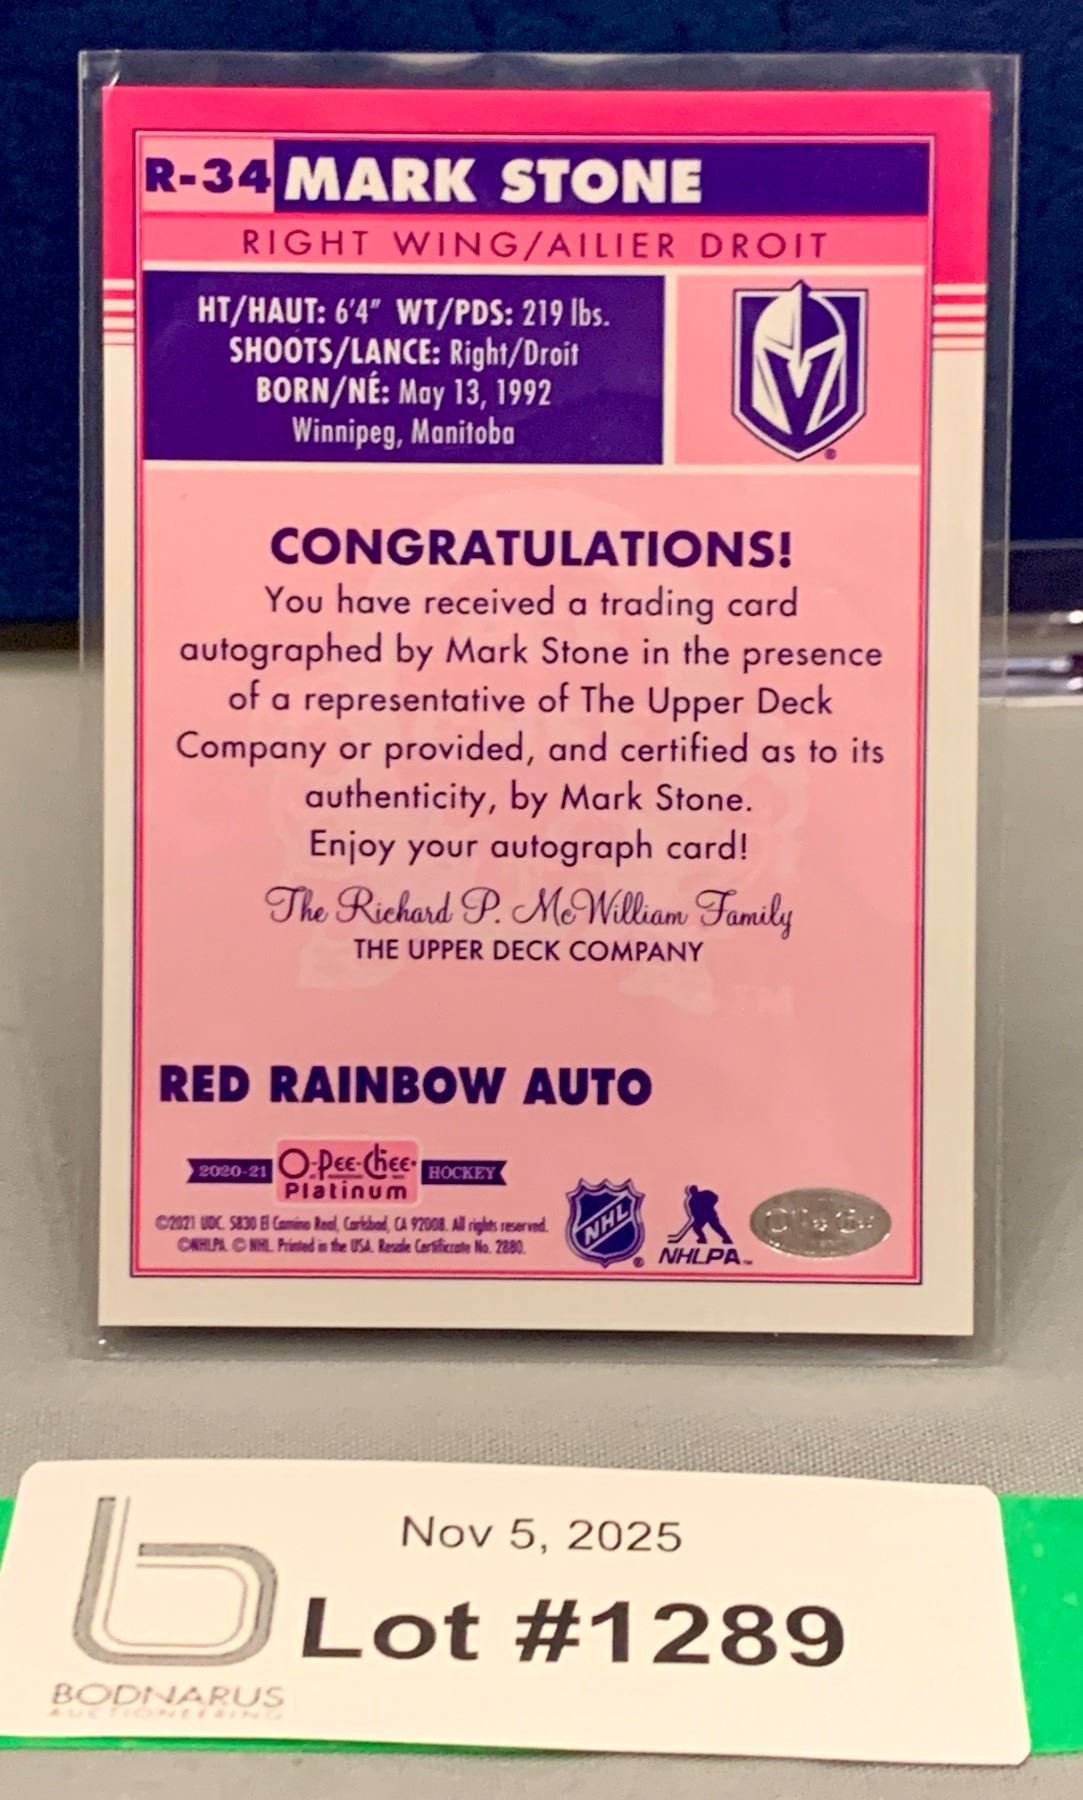 R-34 MARK STONE
RIGHT WING/AILIER DROIT
HT/HAUT: 6'4" WT/PDS: 219 lbs.
SHOOTS/LANCE: Right/Droit
BORN/NÉ: May 13, 1992
Winnipeg, Manitoba
CONGRATULATIONS!
You have received a trading card
autographed by Mark Stone in the presence
of a representative of The Upper Deck
Company or provided, and certified as to its
authenticity, by Mark Stone.
Enjoy your autograph card!
The Richard P. McWilliam Family
THE UPPER DECK COMPANY
TM
RED RAINBOW AUTO
2020-21 O-Pee-Chee HOCKEY
Platinum
©2021 UDC. 5830 El Camino Real, Carlsbad, CA 92008. All rights reserved.
©NHLPA. © NHL. Printed in the USA. Resale Certificate No. 2880.
NHL ®
NHLPA™
Nov 5, 2025
Lot #1289
BODNARUS
AUCTIONEERING